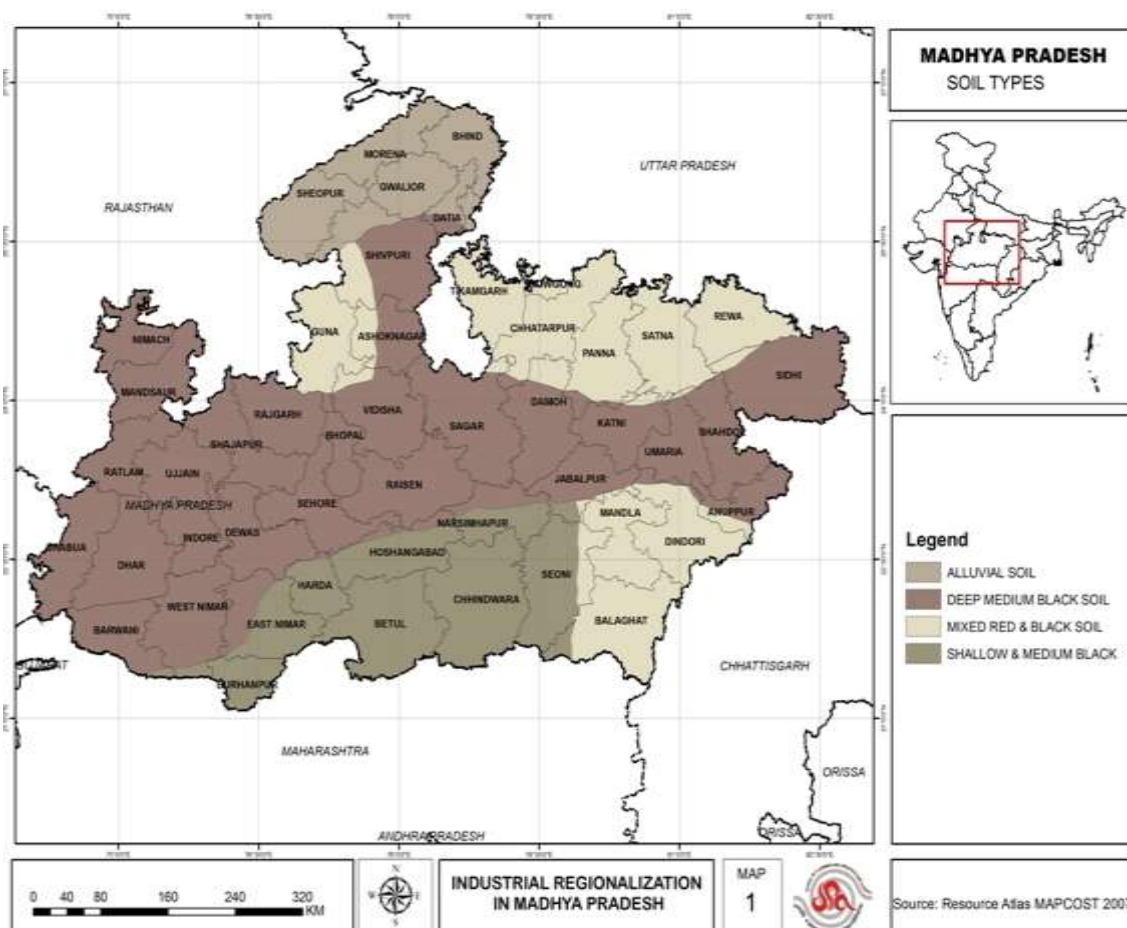 MADHYA PRADESH
SOIL TYPES
BHIND
MORENA
GWALIOR
SHEOPUR
DATIA
UTTAR PRADESH
RAJASTHAN
SHIVPURI
TIKAMGARH
GUNA
ASHOKNAGAR
CHHATARPUR
PANNA
SATNA
REWA
NIMACH
MANDSAUR
SIDHI
RAJGARH
VIDISHA
DAMOH
SAGAR
KATNI
SHAHDO
SHAJAPUR
BHOPAL
UMARIA
RATLAM
UJJAIN
RAISEN
JABALPUR
MADHYA PRADESH
SEHORE
MANDLA
ANUPPUR
NARSIMHAPUR
INDORE
DEWAS
DINDORI
HOSHANGABAD
DHAR
HARDA
SEONI
CHHINDWARA
WEST NIMAR
EAST NIMAR
BETUL
BALAGHAT
BARWANI
CHHATTISGARH
BURHANPUR
MAHARASHTRA
ORISSA
ANDHRA PRADESH
ORISSA
Legend
ALLUVIAL SOIL
DEEP MEDIUM BLACK SOIL
MIXED RED & BLACK SOIL
SHALLOW & MEDIUM BLACK
0 40 80 160 240 320
KM
N
W E
S
INDUSTRIAL REGIONALIZATION
IN MADHYA PRADESH
MAP
1
Source: Resource Atlas MAPCOST 2007